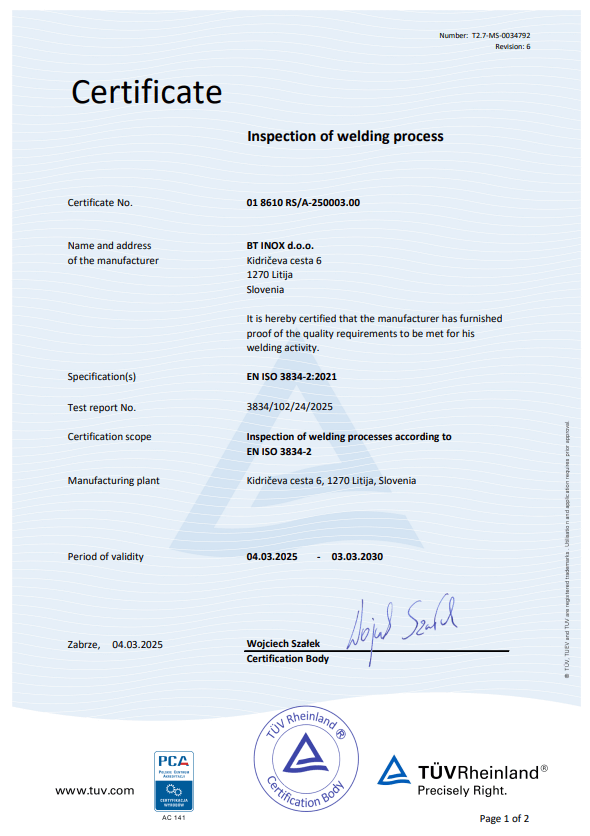 Number: T2.7-MS-0034792
Revision: 6
Certificate
Inspection of welding process
Certificate No. 01 8610 RS/A-250003.00
Name and address BT INOX d.o.o.
of the manufacturer Kidričeva cesta 6
1270 Litija
Slovenia
It is hereby certified that the manufacturer has furnished
proof of the quality requirements to be met for his
welding activity.
Specification(s) EN ISO 3834-2:2021
Test report No. 3834/102/24/2025
Certification scope Inspection of welding processes according to
EN ISO 3834-2
Manufacturing plant Kidričeva cesta 6, 1270 Litija, Slovenia
Period of validity 04.03.2025 - 03.03.2030
Zabrze, 04.03.2025 Wojciech Szałek
Certification Body
® TÜV, TUEV and TUV are registered trademarks. Utilisation and application requires prior approval.
TÜV Rheinland ®
Certification Body
PCA
POLSKIE CENTRUM
AKREDYTACJI
CERTYFIKACJA
WYROBÓW
AC 141
www.tuv.com
TÜVRheinland®
Precisely Right.
Page 1 of 2